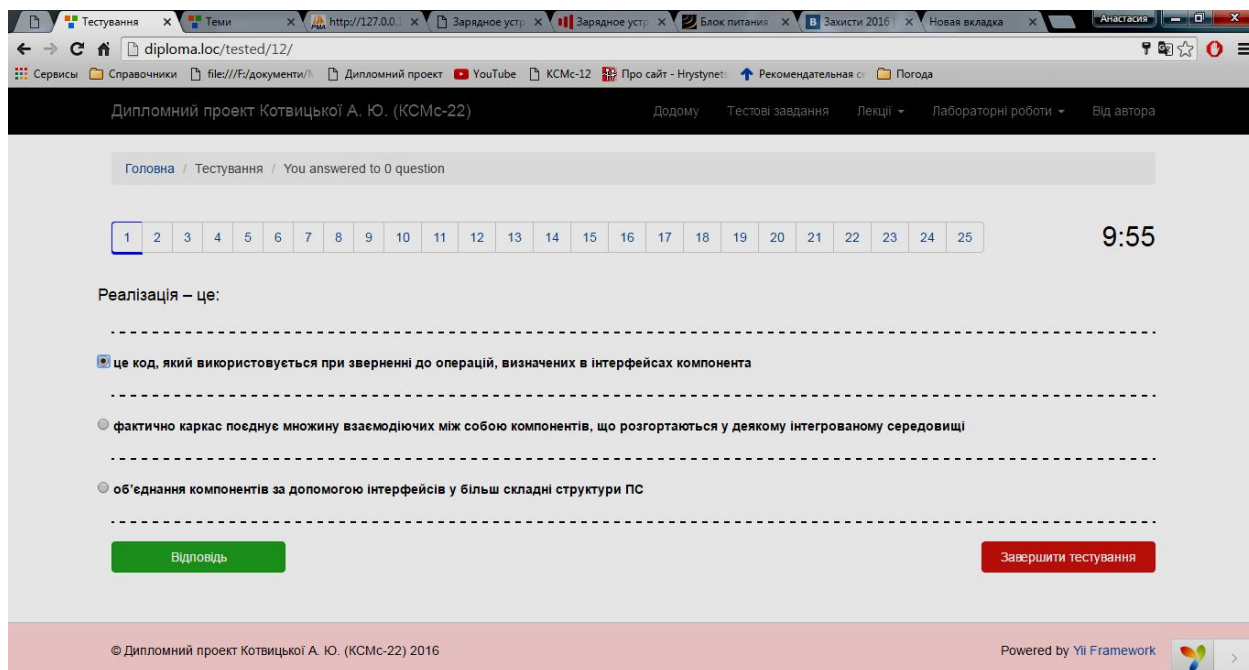 Тестування
Теми
http://127.0.0.1
Зарядное устр
Зарядное устр
Блок питания
Захисти 2016
Новая вкладка
Анастасия
diploma.loc/tested/12/
Сервисы Справочники file:///F:/документи/ Дипломний проект YouTube КСМс-12 Про сайт - Hrystynet Рекомендательная с Погода
Дипломний проект Котвицької А. Ю. (КСМс-22) Додому Тестові завдання Лекції Лабораторні роботи Від автора
Головна / Тестування / You answered to 0 question
1 2 3 4 5 6 7 8 9 10 11 12 13 14 15 16 17 18 19 20 21 22 23 24 25 9:55
Реалізація – це:
це код, який використовується при зверненні до операцій, визначених в інтерфейсах компонента
фактично каркас поєднує множину взаємодіючих між собою компонентів, що розгортаються у деякому інтегрованому середовищі
об'єднання компонентів за допомогою інтерфейсів у більш складні структури ПС
Відповідь Завершити тестування
© Дипломний проект Котвицької А. Ю. (КСМс-22) 2016 Powered by Yii Framework